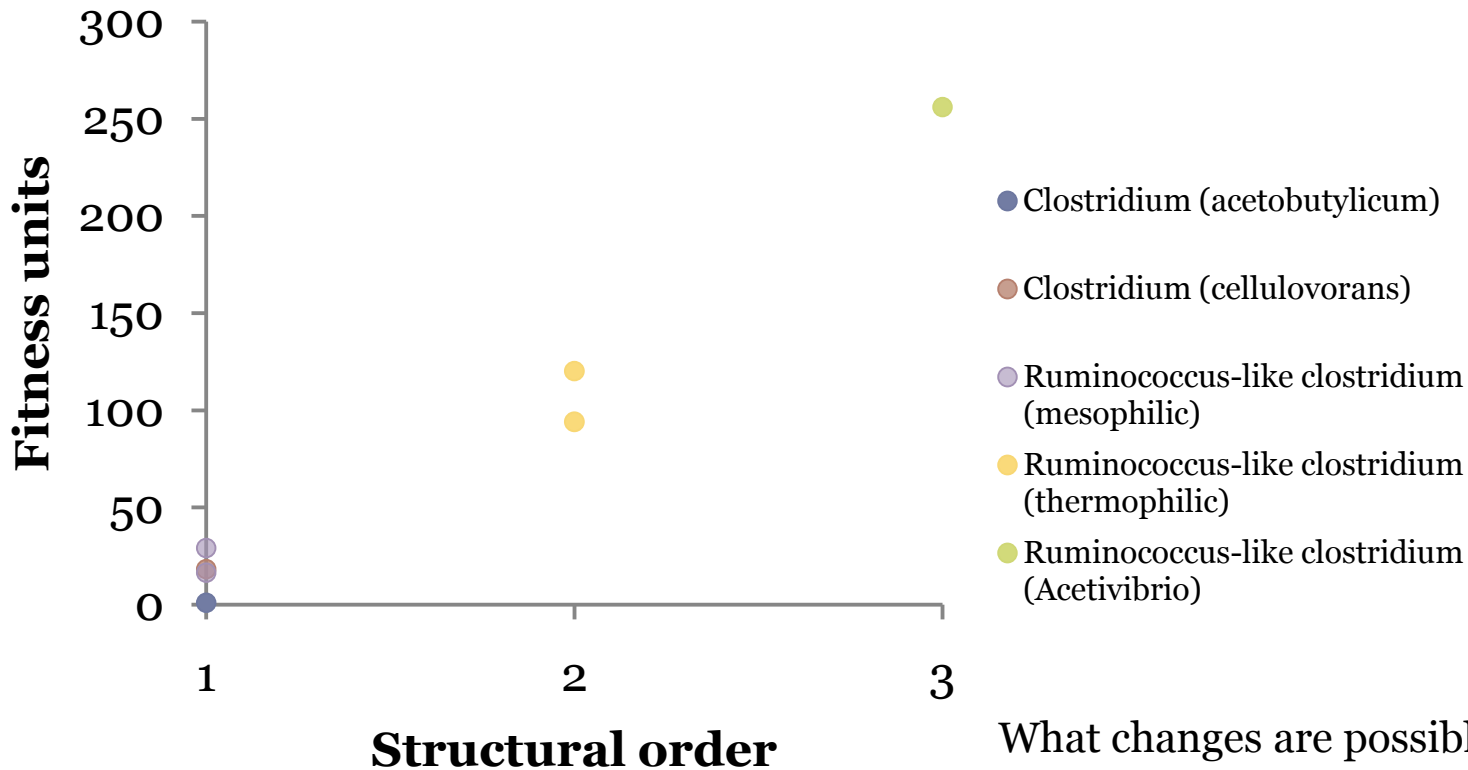 300
250
200
150
100
50
0
Fitness units
1
2
3
Structural order
Clostridium (acetobutylicum)
Clostridium (cellulovorans)
Ruminococcus-like clostridium
(mesophilic)
Ruminococcus-like clostridium
(thermophilic)
Ruminococcus-like clostridium
(Acetivibrio)
What changes are possibl